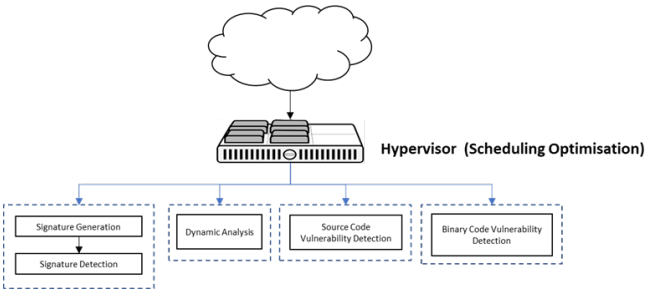 Hypervisor (Scheduling Optimisation)
Signature Generation
Signature Detection
Dynamic Analysis
Source Code
Vulnerability Detection
Binary Code Vulnerability
Detection